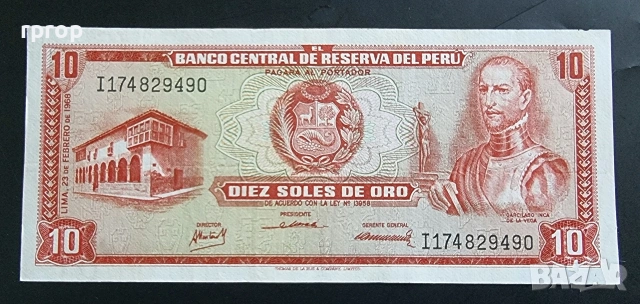 rprop
EL
10 BANCO CENTRAL DE RESERVA DEL PERÚ 10
PAGARA AL PORTADOR
I174829490
LIMA, 23 DE FEBRERO DE 1968
DIEZ SOLES DE ORO
DE ACUERDO CON LA LEY Nº 13958
GARCILASO INCA
DE LA VEGA
DIRECTOR PRESIDENTE GERENTE GENERAL
I174829490
10 10
THOMAS DE LA RUE & COMPANY, LIMITED.
bazar